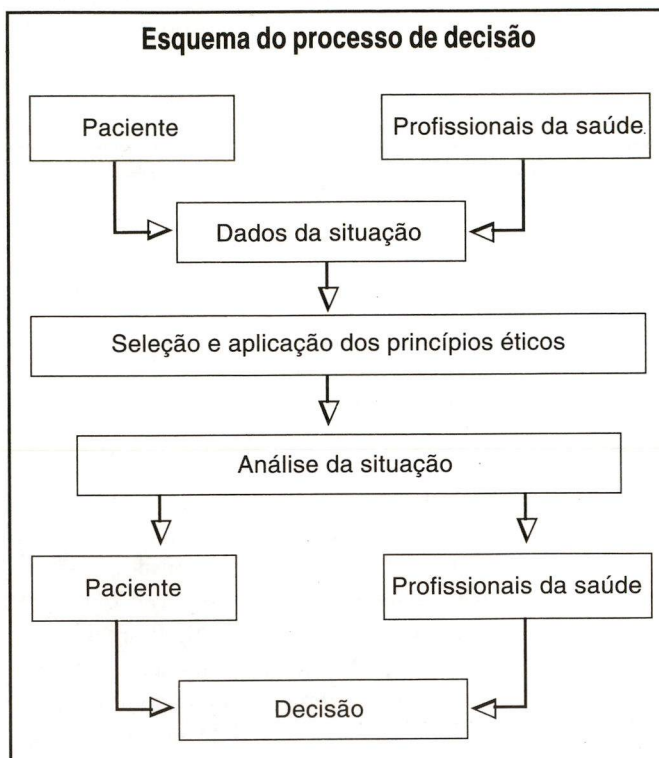 Esquema do processo de decisão
Paciente
Profissionais da saúde.
Dados da situação
Seleção e aplicação dos princípios éticos
Análise da situação
Paciente
Profissionais da saúde
Decisão